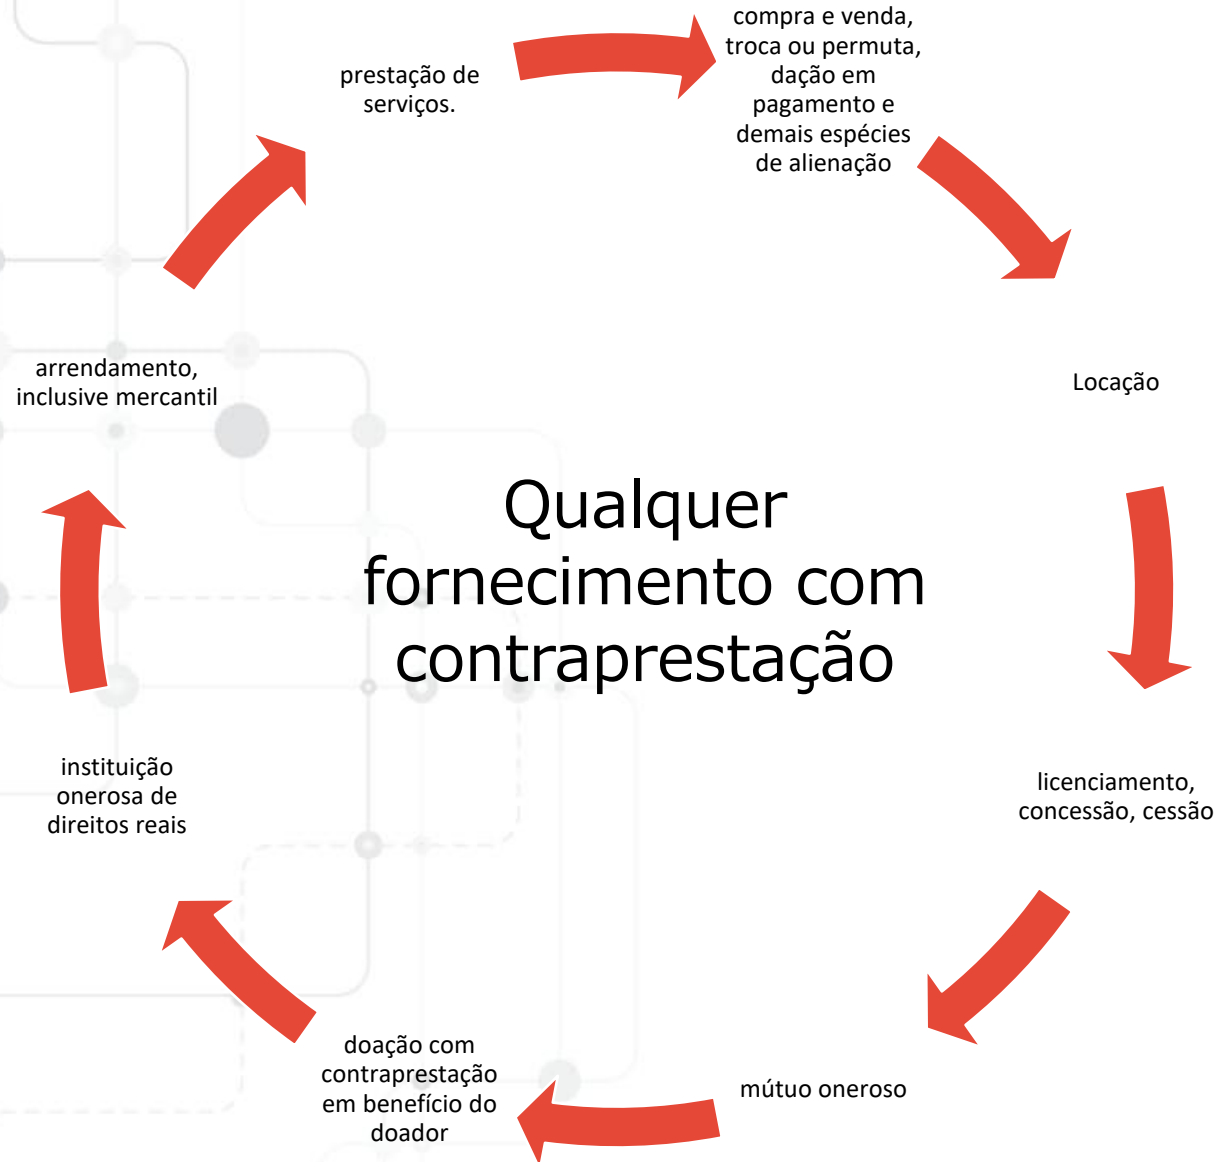 compra e venda,
troca ou permuta,
dação em
pagamento e
demais espécies
de alienação
Locação
licenciamento,
concessão, cessão
mútuo oneroso
doação com
contraprestação
em benefício do
doador
instituição
onerosa de
direitos reais
arrendamento,
inclusive mercantil
prestação de
serviços.
Qualquer
fornecimento com
contraprestação